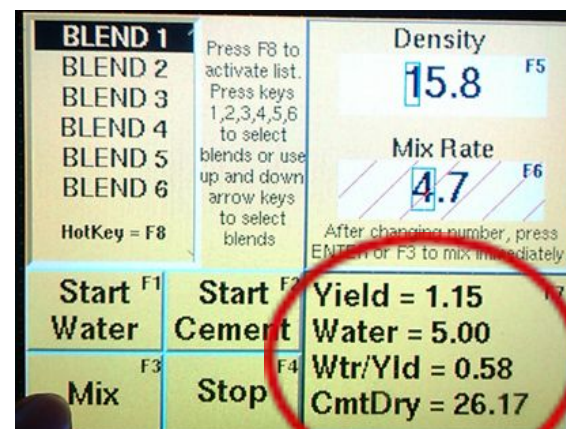 BLEND 1
BLEND 2
BLEND 3
BLEND 4
BLEND 5
BLEND 6
HotKey = F8
Press F8 to
activate list.
Press keys
1,2,3,4,5,6
to select
blends or use
up and down
arrow keys
to select
blends
Density
15.8 F5
Mix Rate
4.7 F6
After changing number, press
ENTER or F3 to mix immediately
Start F1
Water
Start F2
Cement
F3
Mix
F4
Stop
F7
Yield = 1.15
Water = 5.00
Wtr/Yld = 0.58
CmtDry = 26.17